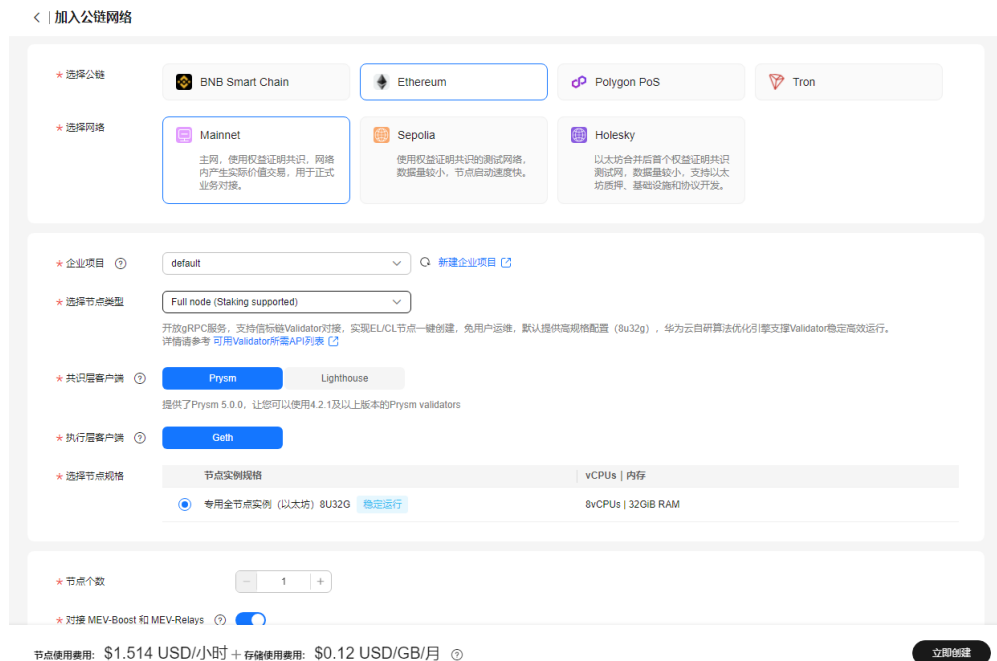 加入公链网络
* 选择公链
BNB Smart Chain
Ethereum
Polygon PoS
Tron
* 选择网络
Mainnet
主网，使用权益证明共识，网络
内产生实际价值交易，用于正式
业务对接。
Sepolia
使用权益证明共识的测试网络，
数据量较小，节点启动速度快。
Holesky
以太坊合并后首个权益证明共识
测试网，数据量较小，支持以太
坊质押、基础设施和协议开发。
* 企业项目 ?
default
新建企业项目
* 选择节点类型
Full node (Staking supported)
开放gRPC服务，支持信标链Validator对接，实现EL/CL节点一键创建，免用户运维，默认提供高规格配置（8u32g），华为云自研算法优化引擎支撑Validator稳定高效运行。
详情请参考 可用Validator所需API列表
* 共识层客户端 ?
Prysm
Lighthouse
提供了Prysm 5.0.0，让您可以使用4.2.1及以上版本的Prysm validators
* 执行层客户端 ?
Geth
* 选择节点规格
节点实例规格
vCPUs | 内存
专用全节点实例（以太坊）8U32G 稳定运行
8vCPUs | 32GiB RAM
* 节点个数
− 1 +
* 对接 MEV-Boost 和 MEV-Relays ?
节点使用费用: $1.514 USD/小时 + 存储使用费用: $0.12 USD/GB/月 ?
立即创建